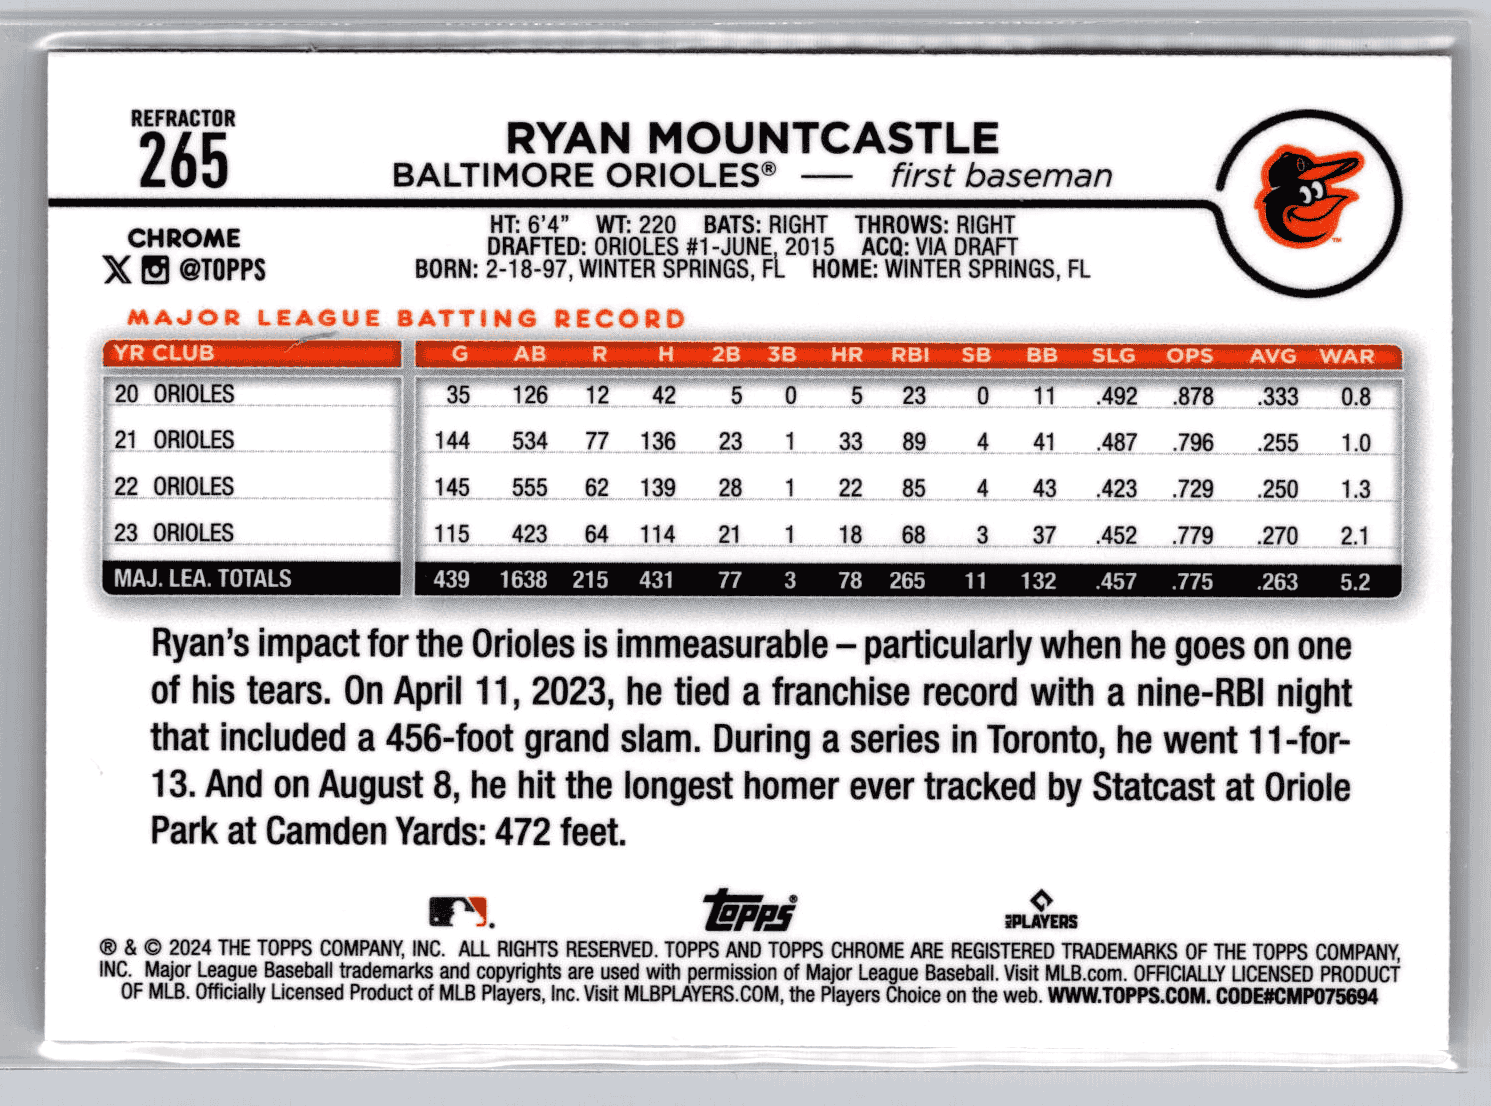 REFRACTOR
265
RYAN MOUNTCASTLE
BALTIMORE ORIOLES® — first baseman
CHROME
@TOPPS
HT: 6'4" WT: 220 BATS: RIGHT THROWS: RIGHT
DRAFTED: ORIOLES #1-JUNE, 2015 ACQ: VIA DRAFT
BORN: 2-18-97, WINTER SPRINGS, FL HOME: WINTER SPRINGS, FL
™
MAJOR LEAGUE BATTING RECORD
YR CLUB G AB R H 2B 3B HR RBI SB BB SLG OPS AVG WAR
20 ORIOLES 35 126 12 42 5 0 5 23 0 11 .492 .878 .333 0.8
21 ORIOLES 144 534 77 136 23 1 33 89 4 41 .487 .796 .255 1.0
22 ORIOLES 145 555 62 139 28 1 22 85 4 43 .423 .729 .250 1.3
23 ORIOLES 115 423 64 114 21 1 18 68 3 37 .452 .779 .270 2.1
MAJ. LEA. TOTALS 439 1638 215 431 77 3 78 265 11 132 .457 .775 .263 5.2
Ryan's impact for the Orioles is immeasurable – particularly when he goes on one
of his tears. On April 11, 2023, he tied a franchise record with a nine-RBI night
that included a 456-foot grand slam. During a series in Toronto, he went 11-for-
13. And on August 8, he hit the longest homer ever tracked by Statcast at Oriole
Park at Camden Yards: 472 feet.
Topps® MLB PLAYERS
® & © 2024 THE TOPPS COMPANY, INC. ALL RIGHTS RESERVED. TOPPS AND TOPPS CHROME ARE REGISTERED TRADEMARKS OF THE TOPPS COMPANY,
INC. Major League Baseball trademarks and copyrights are used with permission of Major League Baseball. Visit MLB.com. OFFICIALLY LICENSED PRODUCT
OF MLB. Officially Licensed Product of MLB Players, Inc. Visit MLBPLAYERS.COM, the Players Choice on the web. WWW.TOPPS.COM. CODE#CMP075694